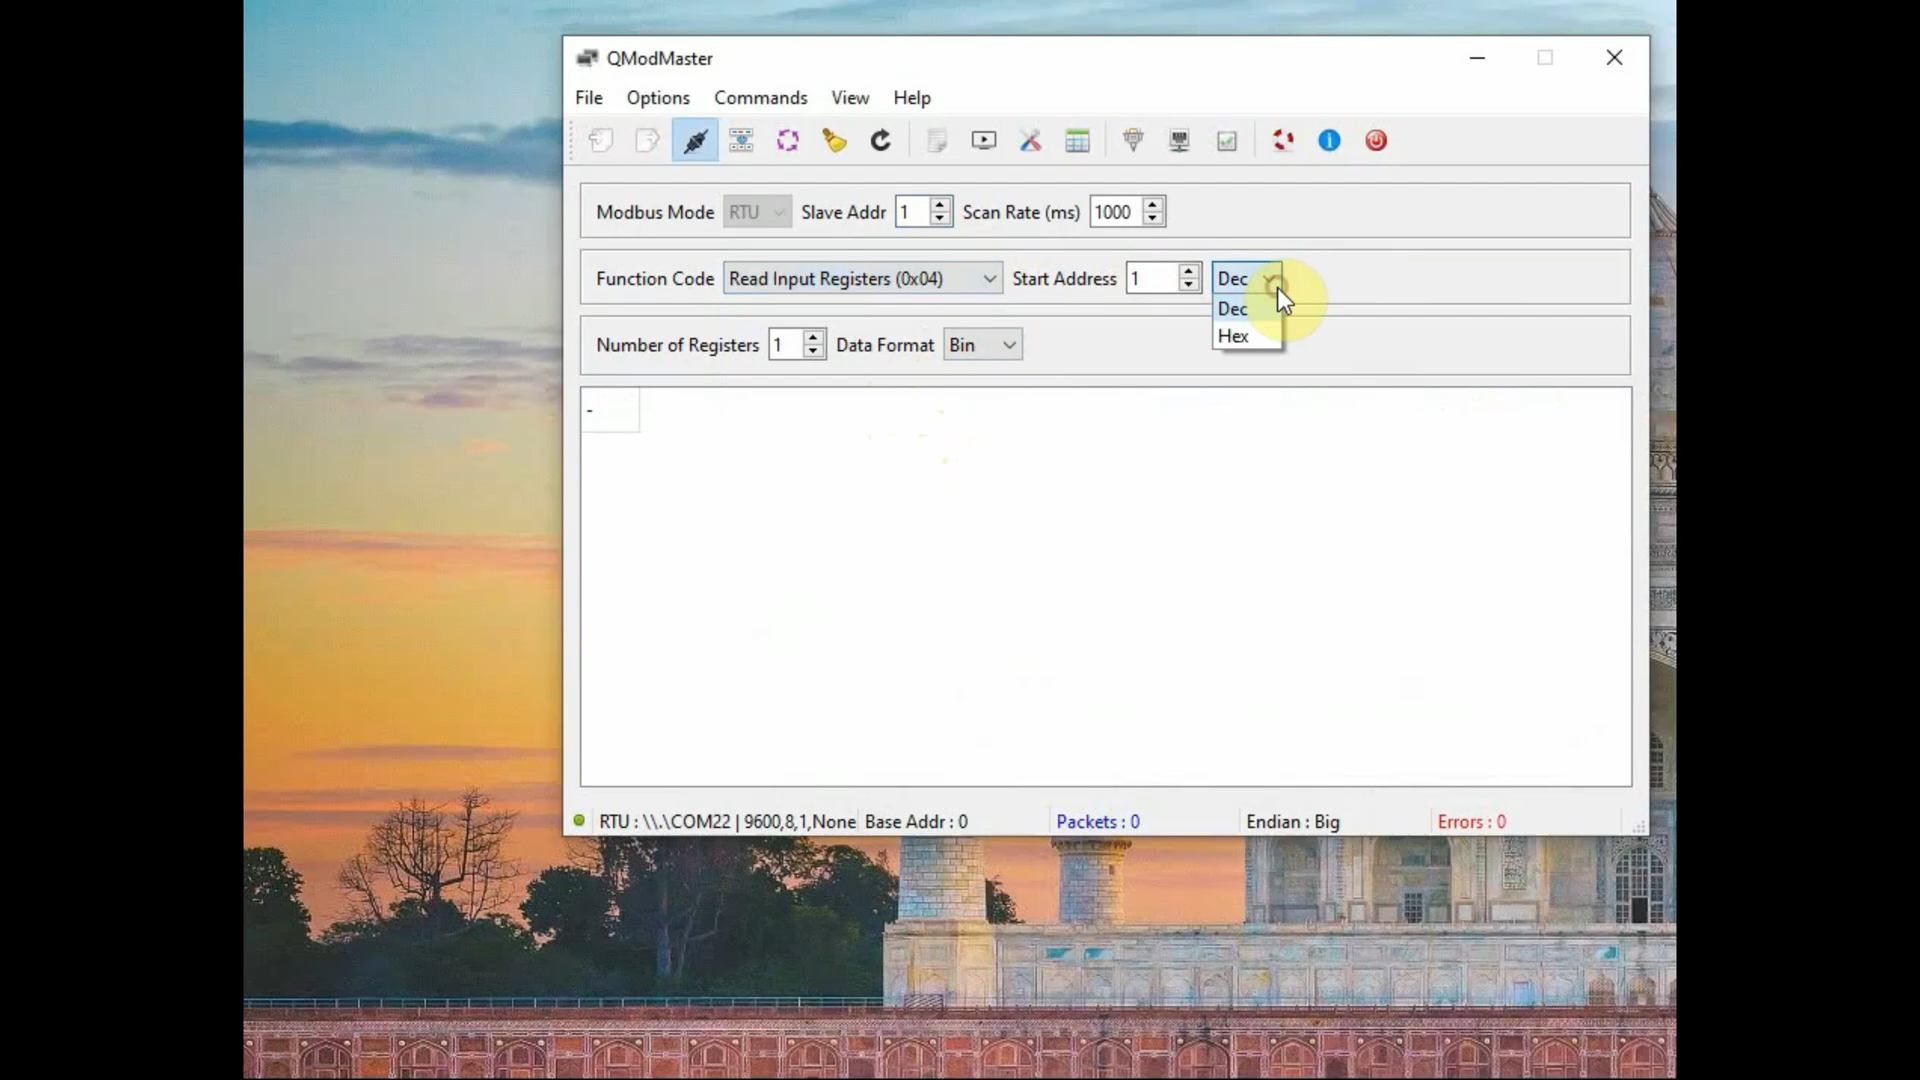 QModMaster
File Options Commands View Help
Modbus Mode RTU Slave Addr 1 Scan Rate (ms) 1000
Function Code Read Input Registers (0x04) Start Address 1 Dec
Dec
Hex
Number of Registers 1 Data Format Bin
-
RTU : \\.\COM22 | 9600,8,1,None Base Addr : 0 Packets : 0 Endian : Big Errors : 0